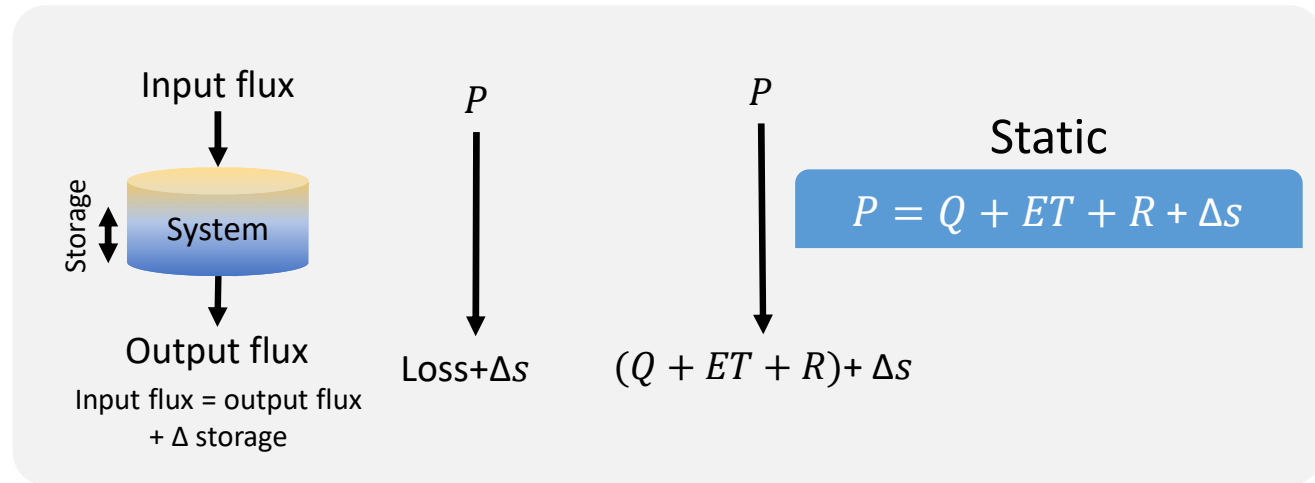 Input flux
Storage
System
Output flux
Input flux = output flux
+ Δ storage
P
Loss+Δs
P
(Q + ET + R)+ Δs
Static
P = Q + ET + R + Δs